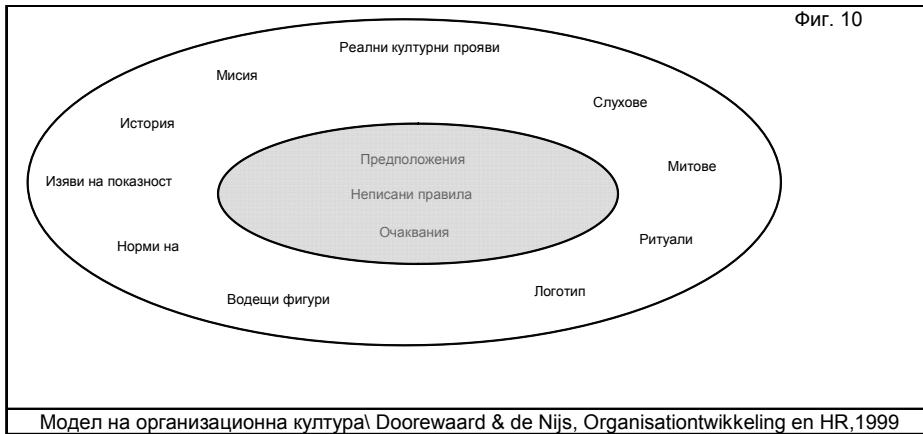 Фиг. 10
Реални културни прояви
Мисия
Слухове
История
Предположения
Митове
Изяви на показност
Неписани правила
Очаквания
Ритуали
Норми на
Логотип
Водещи фигури
Модел на организационна култура\ Doorewaard & de Nijs, Organisationtwikkeling en HR,1999